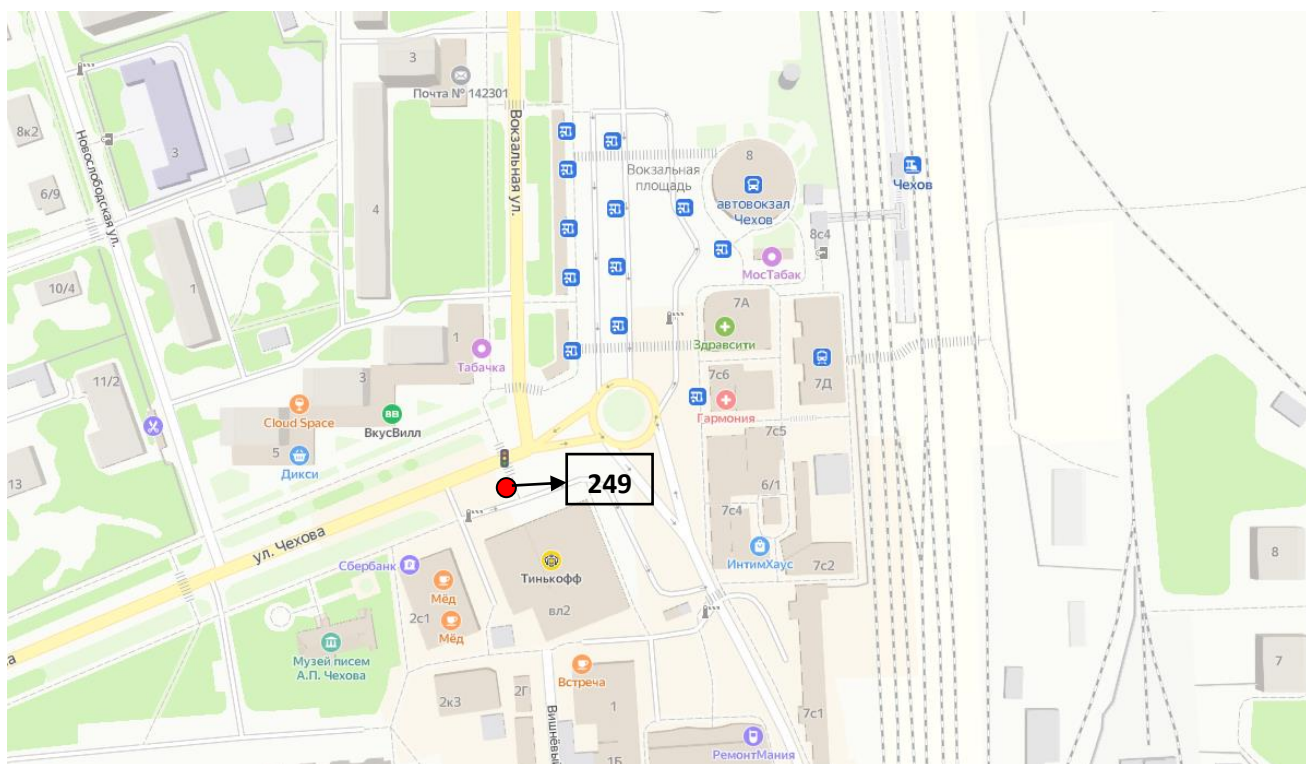 3
Почта № 142301
8к2
Новослободская ул.
3
Вокзальная ул.
8
Вокзальная
площадь
Чехов
6/9
4
автовокзал
Чехов
8с4
МосТабак
10/4
1
7А
1
Здравсити
Табачка
7Д
11/2
3
7с6
Cloud Space
ВкусВилл
Гармония
5
7с5
Дикси
13
249
6/1
7с4
ул. Чехова
Сбербанк
Тинькофф
ИнтимХаус
7с2
8
Мёд
вл2
2с1
Мёд
Музей писем
А.П. Чехова
7
Встреча
2к3
2Г
1
Вишнёвый
7с1
РемонтМания
1Б